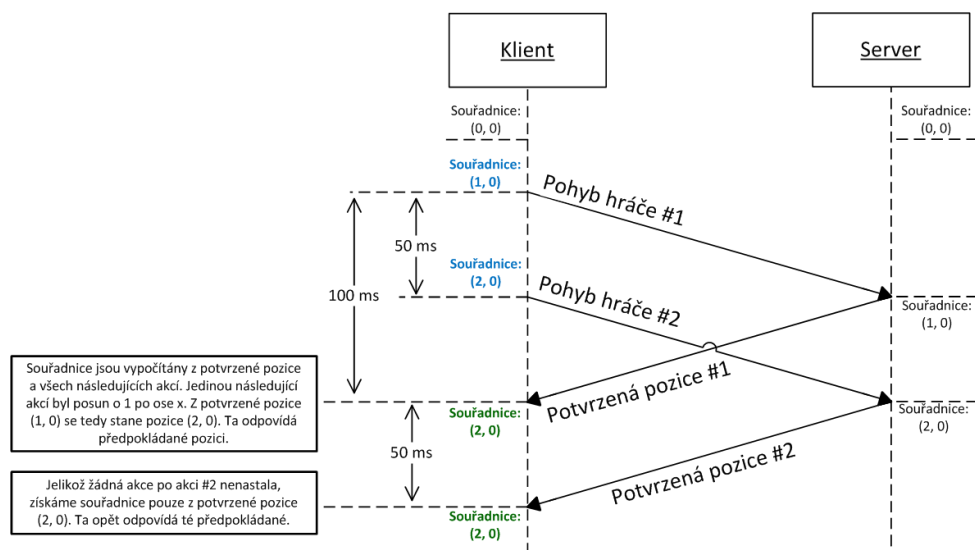 Klient
Server
Souřadnice:
(0, 0)
Souřadnice:
(0, 0)
Souřadnice:
(1, 0)
Pohyb hráče #1
50 ms
Souřadnice:
(2, 0)
100 ms
Pohyb hráče #2
Souřadnice:
(1, 0)
Souřadnice jsou vypočítány z potvrzené pozice
a všech následujících akcí. Jedinou následující
akcí byl posun o 1 po ose x. Z potvrzené pozice
(1, 0) se tedy stane pozice (2, 0). Ta odpovídá
předpokládané pozici.
Potvrzená pozice #1
Souřadnice:
(2, 0)
Souřadnice:
(2, 0)
50 ms
Potvrzená pozice #2
Jelikož žádná akce po akci #2 nenastala,
získáme souřadnice pouze z potvrzené pozice
(2, 0). Ta opět odpovídá té předpokládané.
Souřadnice:
(2, 0)